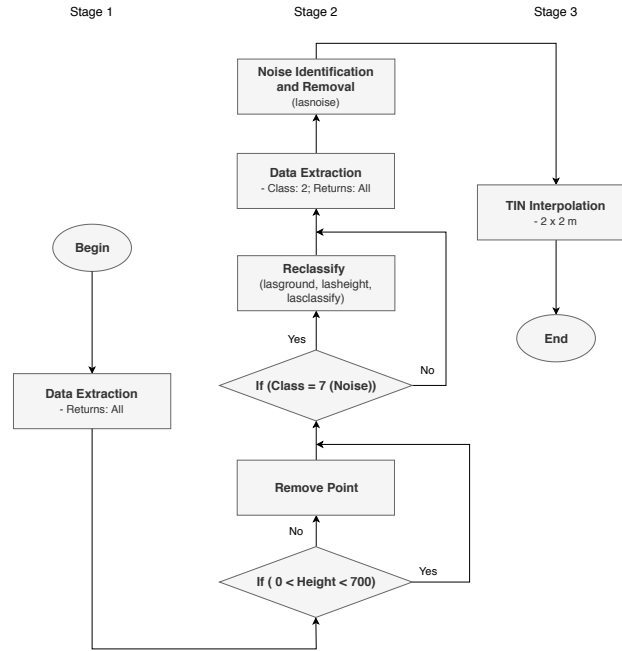 Stage 1
Stage 2
Stage 3
Noise Identification
and Removal
(lasnoise)
Data Extraction
- Class: 2; Returns: All
TIN Interpolation
- 2 x 2 m
Begin
Reclassify
(lasground, lasheight,
lasclassify)
Yes
End
No
If (Class = 7 (Noise))
Data Extraction
- Returns: All
Remove Point
No
Yes
If ( 0 < Height < 700)